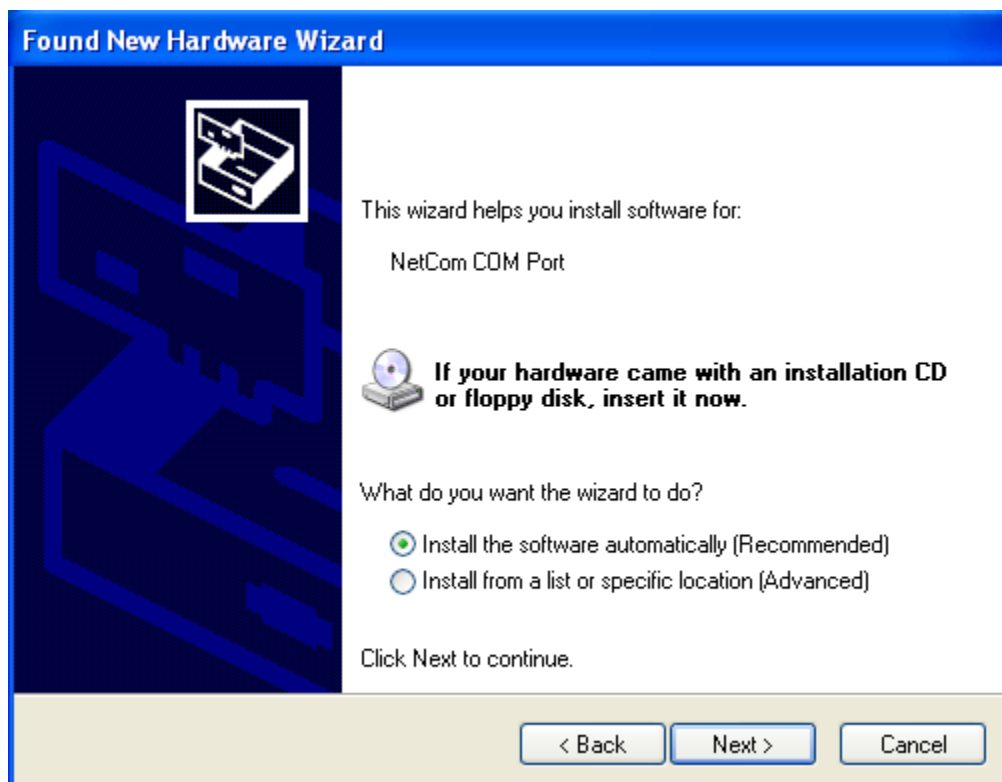 Found New Hardware Wizard
This wizard helps you install software for:
NetCom COM Port
If your hardware came with an installation CD
or floppy disk, insert it now.
What do you want the wizard to do?
Install the software automatically (Recommended)
Install from a list or specific location (Advanced)
Click Next to continue.
< Back
Next >
Cancel